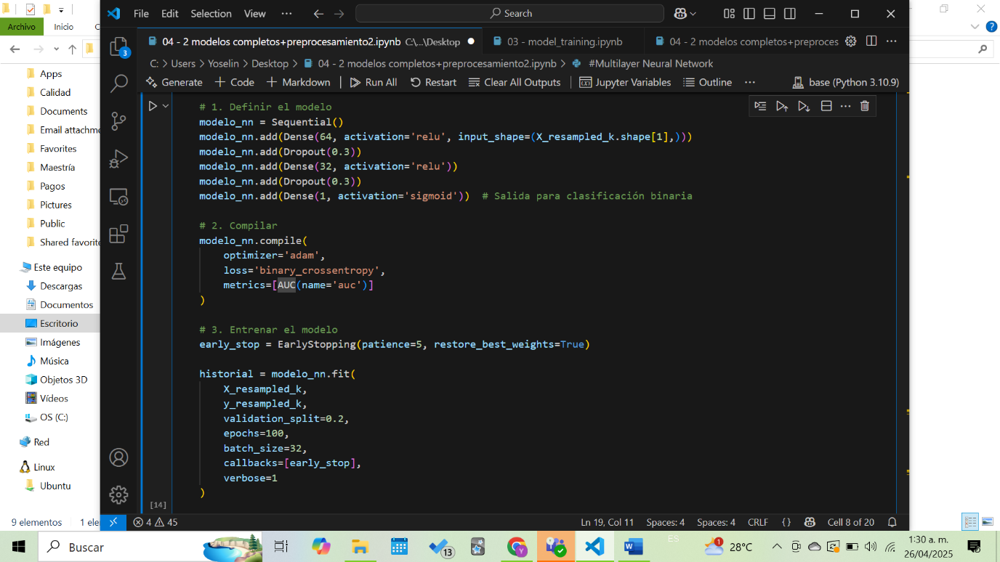 File Edit Selection View ··· Search
Archivo Inicio
04 - 2 modelos completos+preprocesamiento2.ipynb C:\...\Desktop
03 - model_training.ipynb
04 - 2 modelos completos+preproces
C: > Users > Yoselin > Desktop > 04 - 2 modelos completos+preprocesamiento2.ipynb > #Multilayer Neural Network
Generate + Code + Markdown Run All Restart Clear All Outputs Jupyter Variables Outline ··· base (Python 3.10.9)
Apps
Calidad
Documents
Email attachme
Favorites
Maestría
Pagos
Pictures
Public
Shared favorite
Este equipo
Descargas
Documentos
Escritorio
Imágenes
Música
Objetos 3D
Vídeos
OS (C:)
Red
Linux
Ubuntu
9 elementos 1 ele
3
# 1. Definir el modelo
modelo_nn = Sequential()
modelo_nn.add(Dense(64, activation='relu', input_shape=(X_resampled_k.shape[1],)))
modelo_nn.add(Dropout(0.3))
modelo_nn.add(Dense(32, activation='relu'))
modelo_nn.add(Dropout(0.3))
modelo_nn.add(Dense(1, activation='sigmoid')) # Salida para clasificación binaria
# 2. Compilar
modelo_nn.compile(
optimizer='adam',
loss='binary_crossentropy',
metrics=[AUC(name='auc')]
)
# 3. Entrenar el modelo
early_stop = EarlyStopping(patience=5, restore_best_weights=True)
historial = modelo_nn.fit(
X_resampled_k,
y_resampled_k,
validation_split=0.2,
epochs=100,
batch_size=32,
callbacks=[early_stop],
verbose=1
)
[14]
4 45 Ln 19, Col 11 Spaces: 4 Spaces: 4 CRLF {} Cell 8 of 20
Buscar 13 ES 1 28°C 1:30 a. m.
26/04/2025